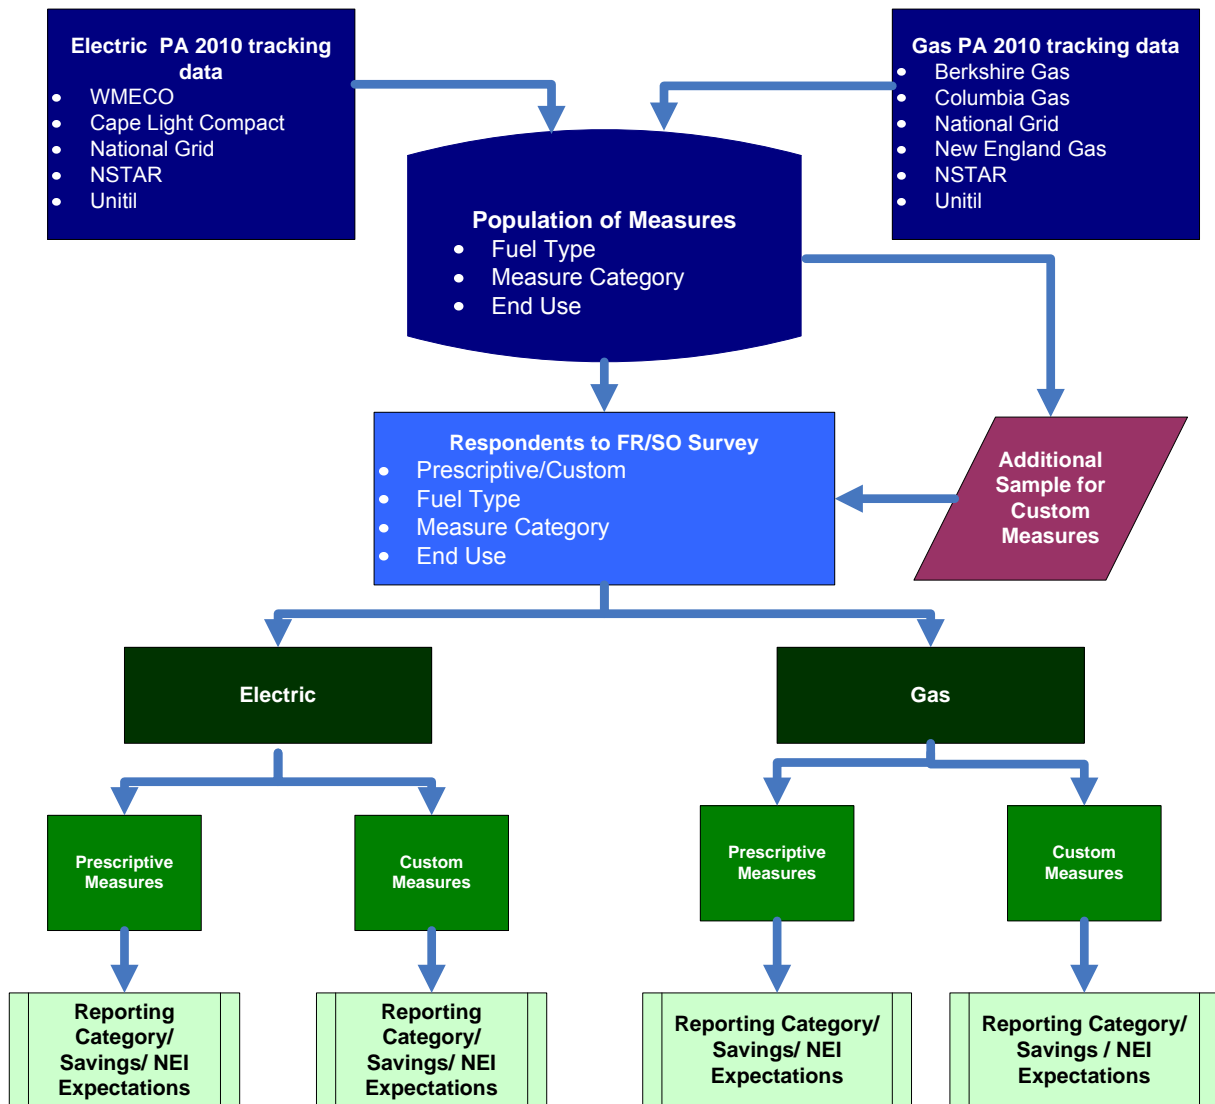 Electric PA 2010 tracking
data
• WMECO
• Cape Light Compact
• National Grid
• NSTAR
• Unitil
Gas PA 2010 tracking data
• Berkshire Gas
• Columbia Gas
• National Grid
• New England Gas
• NSTAR
• Unitil
Population of Measures
• Fuel Type
• Measure Category
• End Use
Respondents to FR/SO Survey
• Prescriptive/Custom
• Fuel Type
• Measure Category
• End Use
Additional
Sample for
Custom
Measures
Electric
Gas
Prescriptive
Measures
Custom
Measures
Prescriptive
Measures
Custom
Measures
Reporting
Category/
Savings/ NEI
Expectations
Reporting
Category/
Savings/ NEI
Expectations
Reporting Category/
Savings/ NEI
Expectations
Reporting Category/
Savings / NEI
Expectations